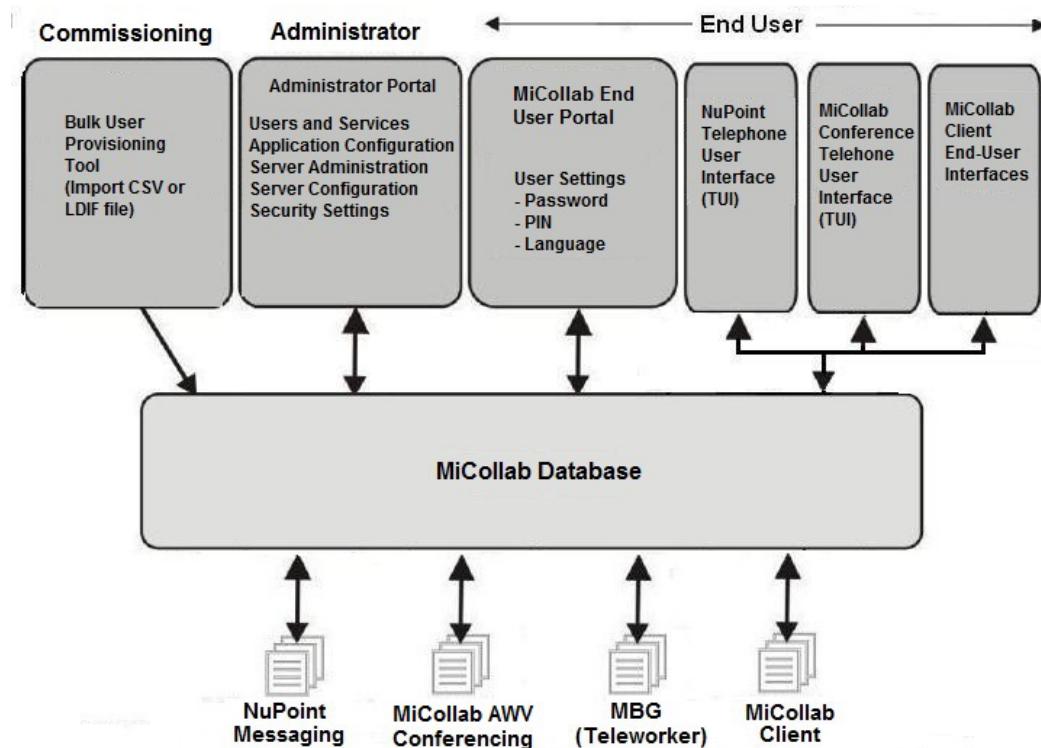 Commissioning
Administrator
End User
Bulk User
Provisioning
Tool
(Import CSV or
LDIF file)
Administrator Portal
Users and Services
Application Configuration
Server Administration
Server Configuration
Security Settings
MiCollab End
User Portal
User Settings
- Password
- PIN
- Language
NuPoint
Telephone
User
Interface
(TUI)
MiCollab
Conference
Telehone
User
Interface
(TUI)
MiCollab
Client
End-User
Interfaces
MiCollab Database
NuPoint
Messaging
MiCollab AWV
Conferencing
MBG
(Teleworker)
MiCollab
Client